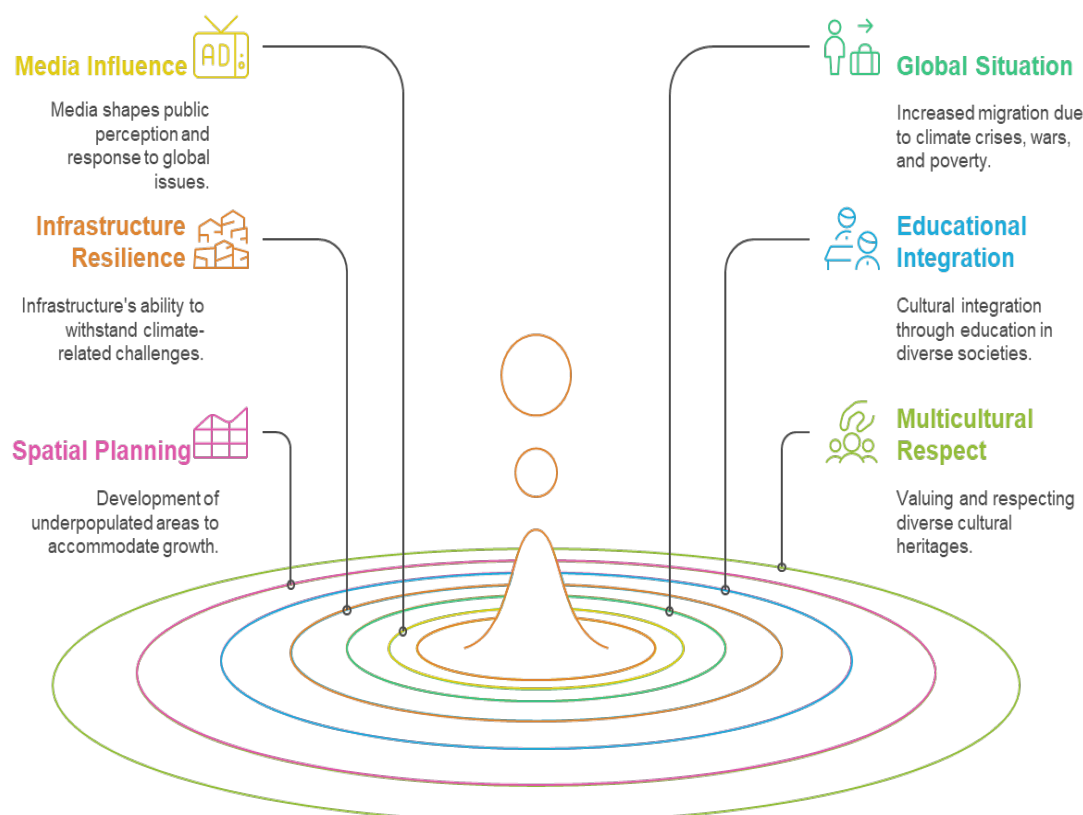 AD
Media Influence
Media shapes public
perception and
response to global
issues.
Infrastructure
Resilience
Infrastructure's ability to
withstand climate-
related challenges.
Spatial Planning
Development of
underpopulated areas to
accommodate growth.
Global Situation
Increased migration due
to climate crises, wars,
and poverty.
Educational
Integration
Cultural integration
through education in
diverse societies.
Multicultural
Respect
Valuing and respecting
diverse cultural
heritages.